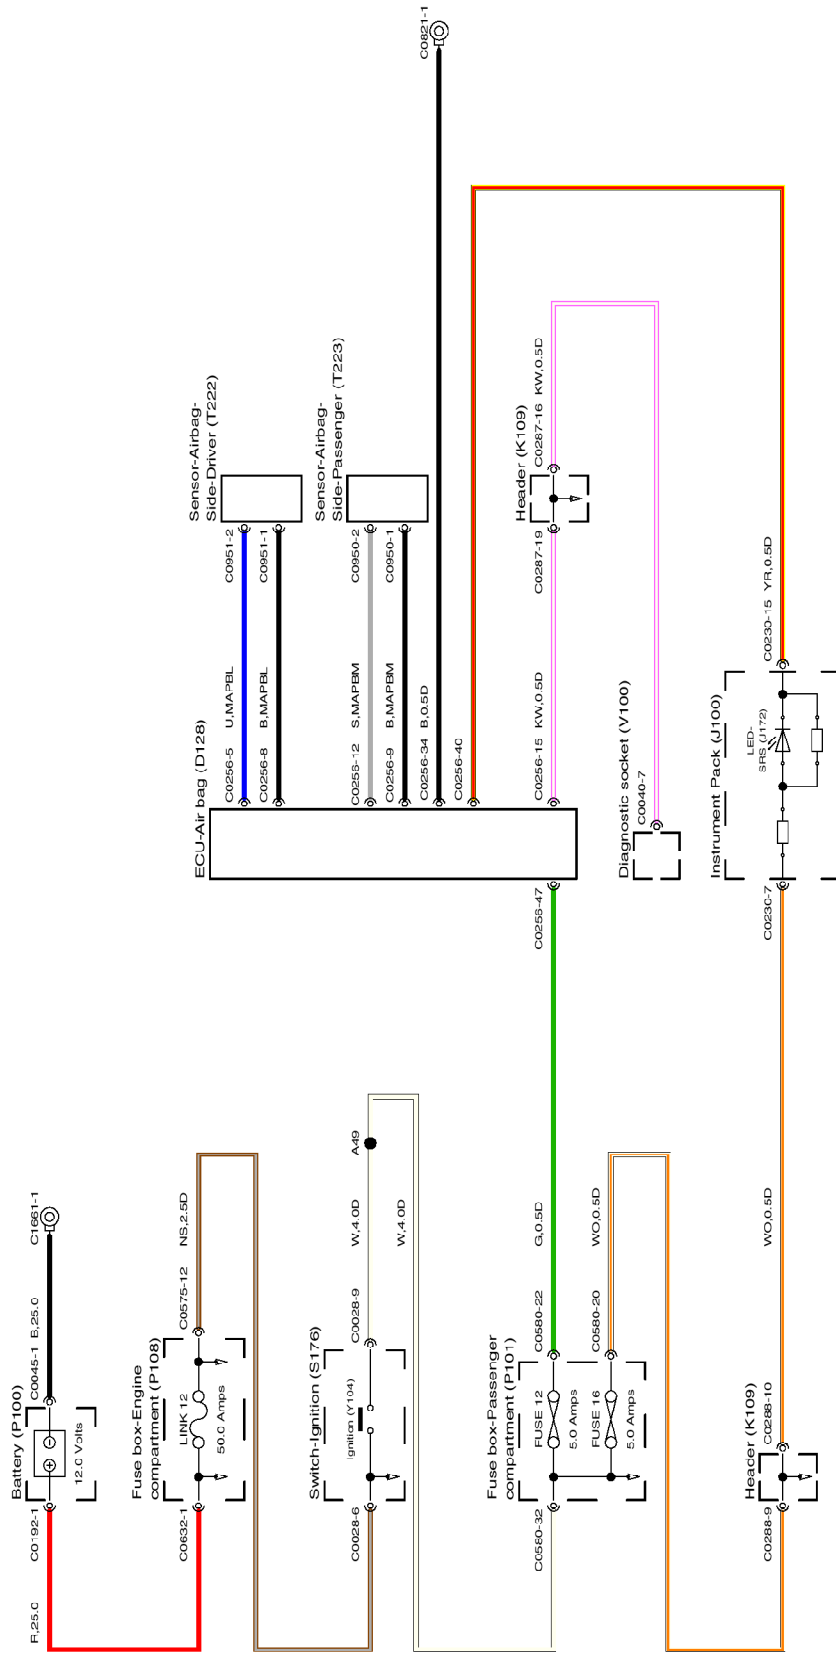 Battery (P100)
12.0 Volts
C0192-1
C0045-1 B,25.0
C1661-1
R,25.0
Fuse box-Engine
compartment (P108)
LINK 12
50.0 Amps
C0632-1
C0575-12
NS,2.5D
Switch-Ignition (S176)
Ignition (Y104)
C0028-6
C0028-9
W,4.0D
A49
W,4.0D
Fuse box-Passenger
compartment (P101)
FUSE 12
5.0 Amps
FUSE 16
5.0 Amps
C0580-32
C0580-22
G,0.5D
C0580-20
WO,0.5D
Header (K109)
C0288-9
C0288-10
WO,0.5D
ECU-Air bag (D128)
C0256-5
U,MAPBL
C0951-2
C0256-8
B,MAPBL
C0951-1
Sensor-Airbag-
Side-Driver (T222)
C0256-12
S,MAPBM
C0950-2
C0256-9
B,MAPBM
C0950-1
Sensor-Airbag-
Side-Passenger (T223)
C0256-34
B,0.5D
C0821-1
C0256-40
C0256-15
KW,0.5D
C0287-19
Header (K109)
C0287-16 KW,0.5D
C0256-47
Diagnostic socket (V100)
C0040-7
Instrument Pack (J100)
LED-
SRS (J172)
C0230-7
C0230-15 YR,0.5D